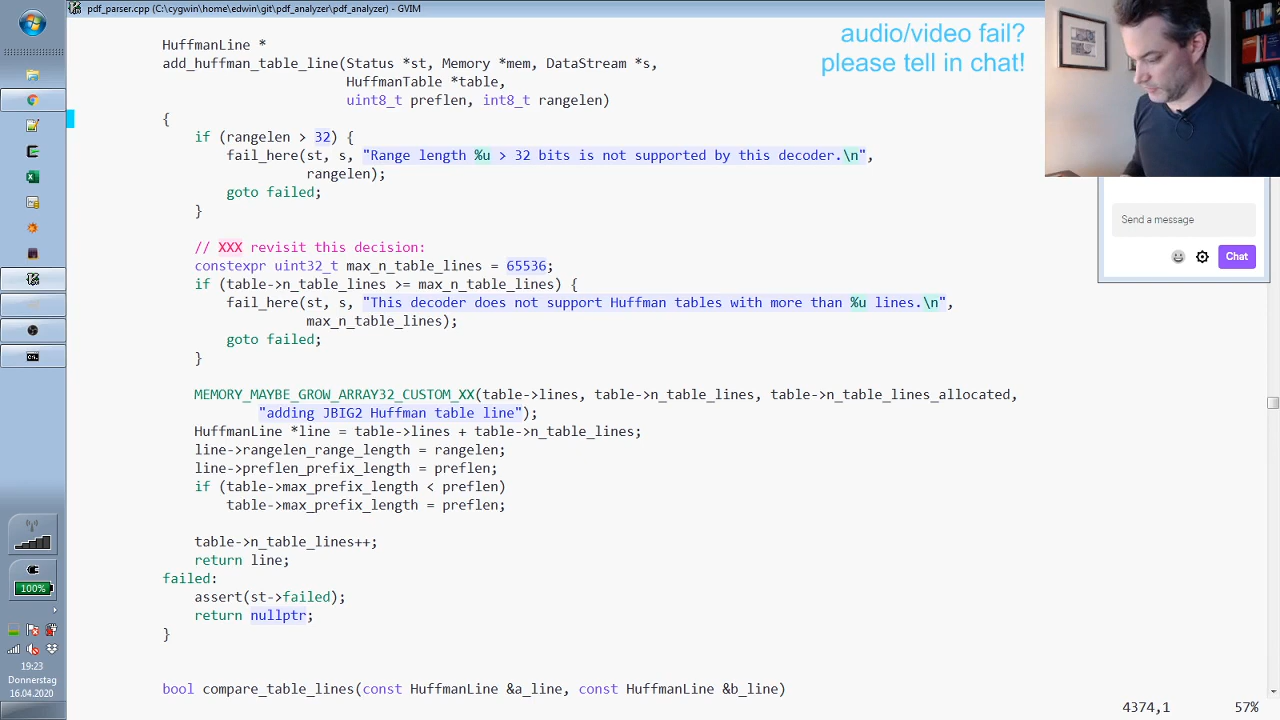 pdf_parser.cpp (C:\cygwin\home\edwin\git\pdf_analyzer\pdf_analyzer) - GVIM
audio/video fail?
please tell in chat!
HuffmanLine *
add_huffman_table_line(Status *st, Memory *mem, DataStream *s,
HuffmanTable *table,
uint8_t preflen, int8_t rangelen)
{
if (rangelen > 32) {
fail_here(st, s, "Range length %u > 32 bits is not supported by this decoder.\n",
rangelen);
goto failed;
}
// XXX revisit this decision:
constexpr uint32_t max_n_table_lines = 65536;
if (table->n_table_lines >= max_n_table_lines) {
fail_here(st, s, "This decoder does not support Huffman tables with more than %u lines.\n",
max_n_table_lines);
goto failed;
}
MEMORY_MAYBE_GROW_ARRAY32_CUSTOM_XX(table->lines, table->n_table_lines, table->n_table_lines_allocated,
"adding JBIG2 Huffman table line");
HuffmanLine *line = table->lines + table->n_table_lines;
line->rangelen_range_length = rangelen;
line->preflen_prefix_length = preflen;
if (table->max_prefix_length < preflen)
table->max_prefix_length = preflen;
table->n_table_lines++;
return line;
failed:
assert(st->failed);
return nullptr;
}
bool compare_table_lines(const HuffmanLine &a_line, const HuffmanLine &b_line)
4374,1 57%
Send a message
Chat
100%
19:23
Donnerstag
16.04.2020